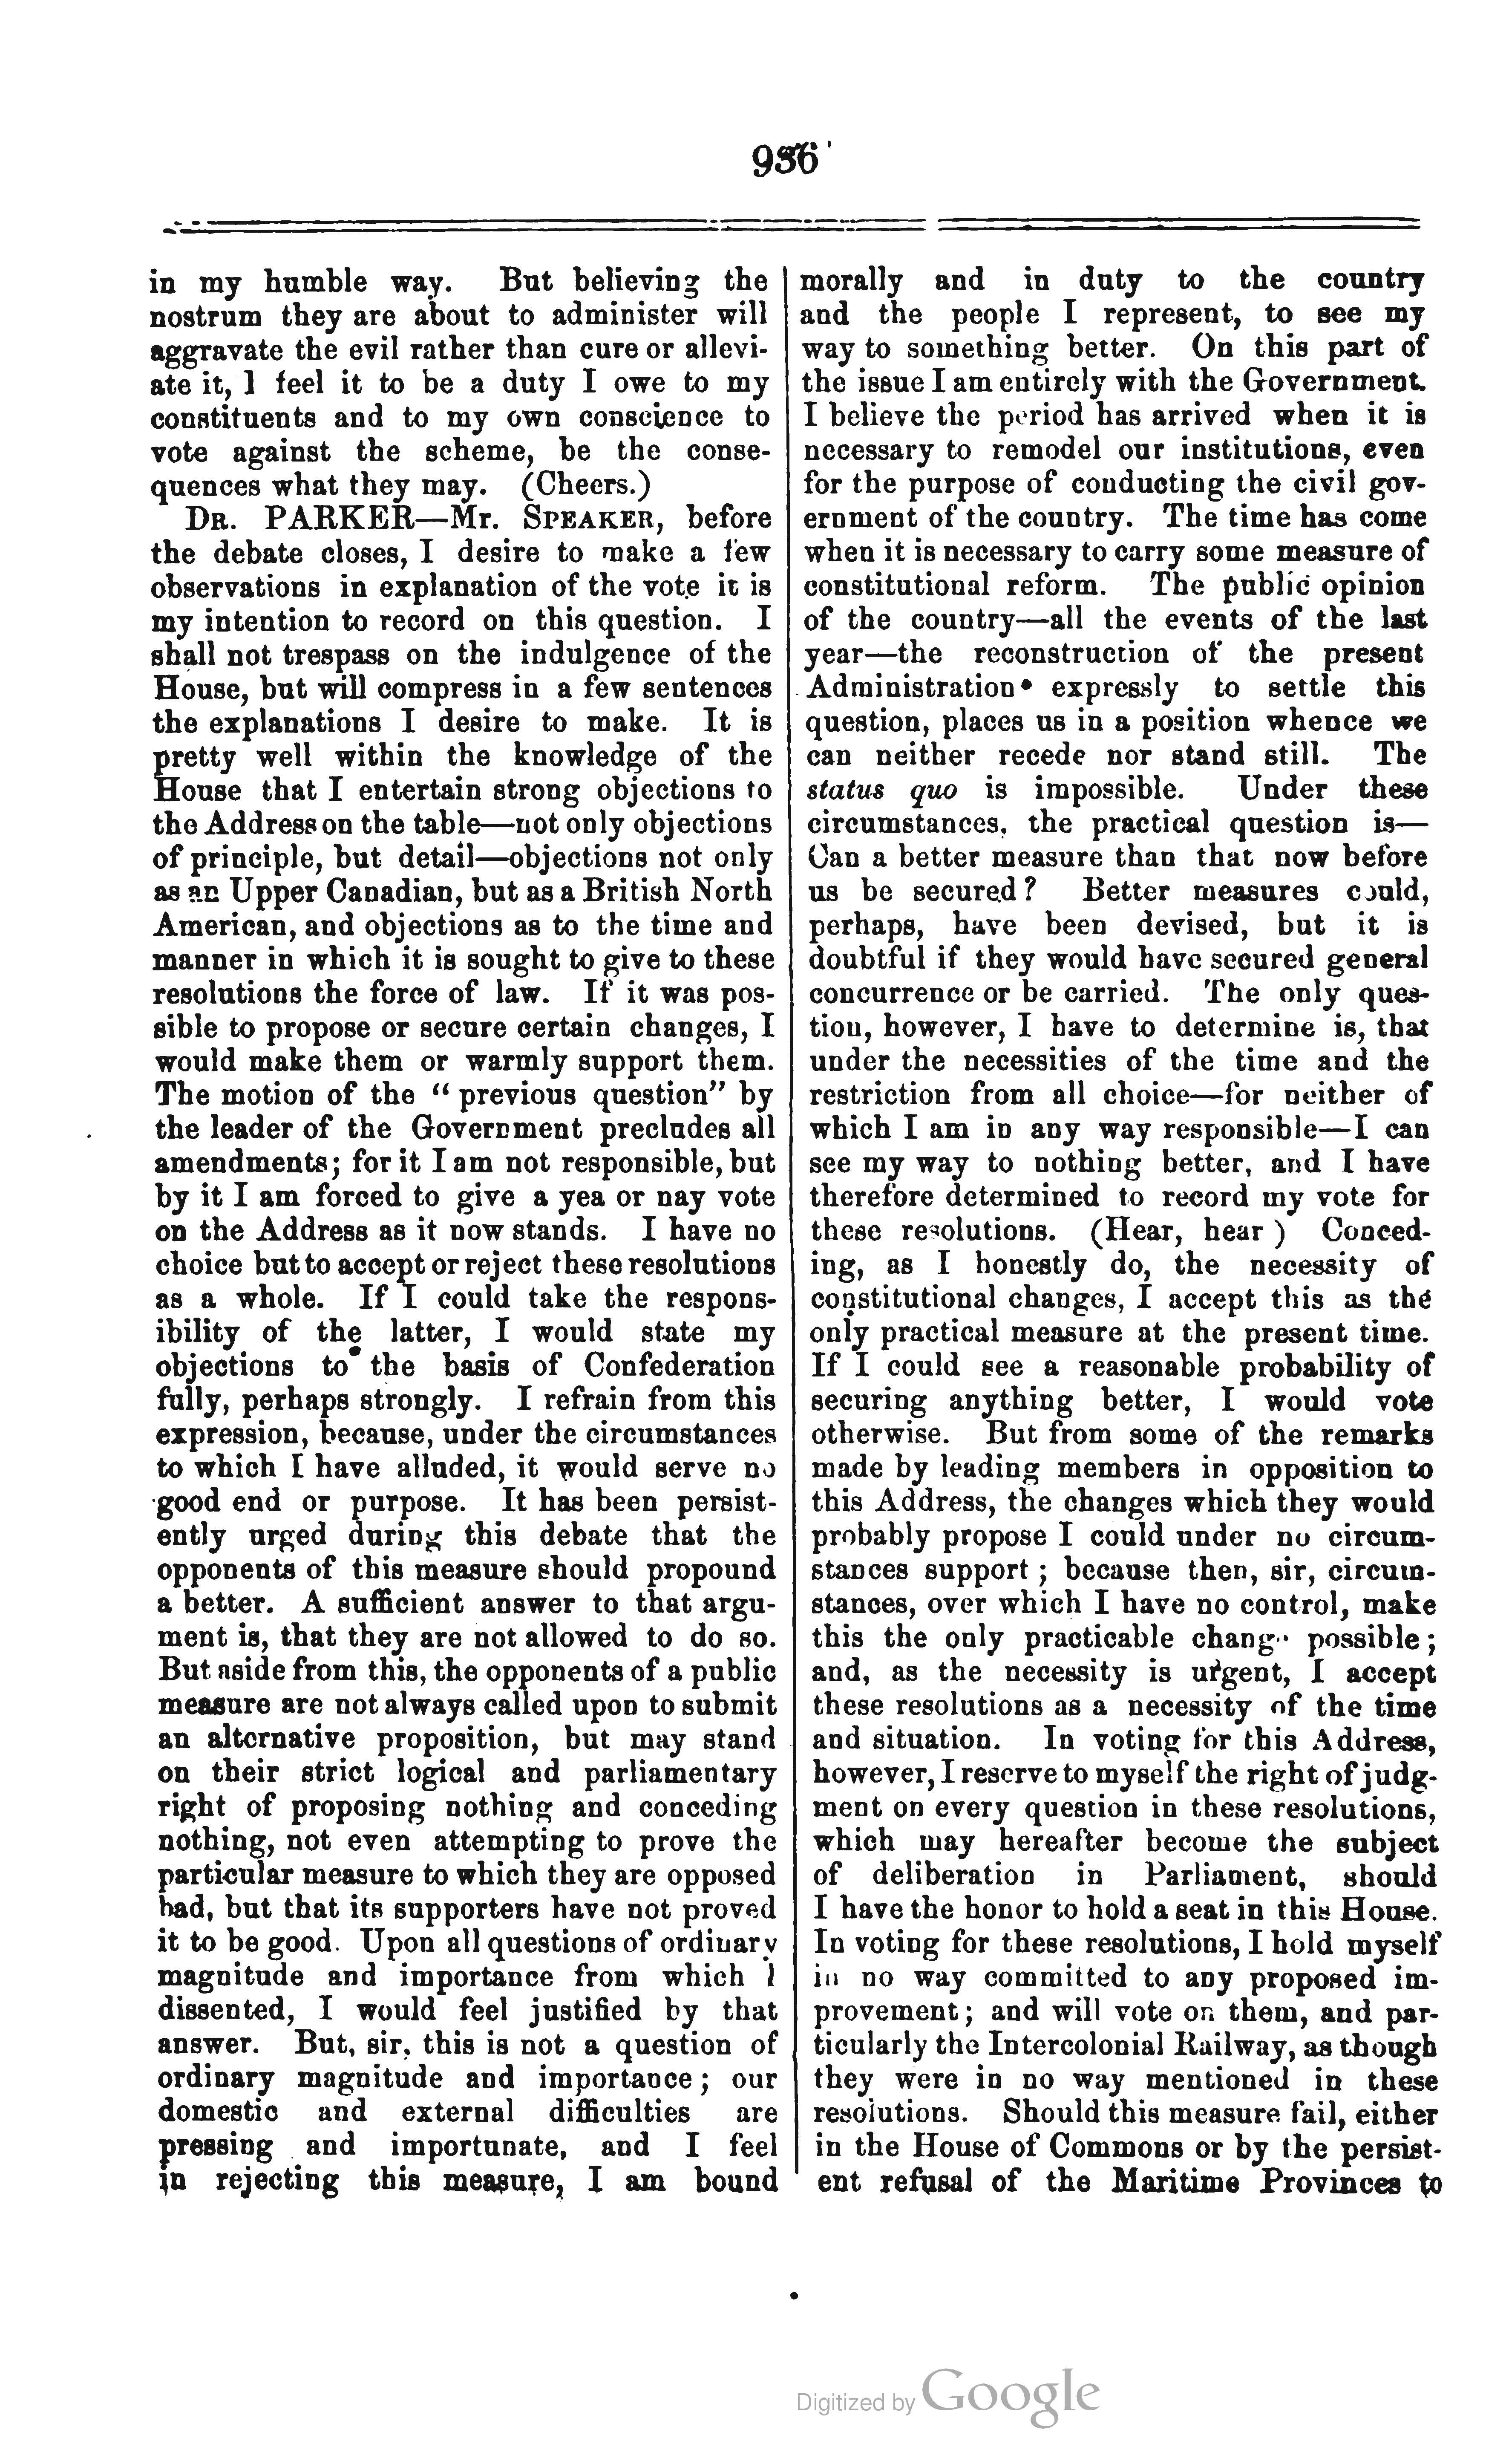 936
in my humble way. But believing the
nostrum they are about to administer will
aggravate the evil rather than cure or allevi-
ate it, I feel it to be a duty I owe to my
constituents and to my own conscience to
vote against the scheme, be the conse-
quences what they may. (Cheers.)
DR. PARKER—Mr. SPEAKER, before
the debate closes, I desire to make a few
observations in explanation of the vote it is
my intention to record on this question. I
shall not trespass on the indulgence of the
House, but will compress in a few sentences
the explanations I desire to make. It is
pretty well within the knowledge of the
House that I entertain strong objections to
the Address on the table—not only objections
of principle, but detail—objections not only
as an Upper Canadian, but as a British North
American, and objections as to the time and
manner in which it is sought to give to these
resolutions the force of law. If it was pos-
sible to propose or secure certain changes, I
would make them or warmly support them.
The motion of the "previous question" by
the leader of the Government precludes all
amendments; for it I am not responsible, but
by it I am forced to give a yea or nay vote
on the Address as it now stands. I have no
choice but to accept or reject these resolutions
as a whole. If I could take the respons-
ibility of the latter, I would state my
objections to the basis of Confederation
fully, perhaps strongly. I refrain from this
expression, because, under the circumstances
to which I have alluded, it would serve no
good end or purpose. It has been persist-
ently urged during this debate that the
opponents of this measure should propound
a better. A sufficient answer to that argu-
ment is, that they are not allowed to do so.
But aside from this, the opponents of a public
measure are not always called upon to submit
an alternative proposition, but may stand
on their strict logical and parliamentary
right of proposing nothing and conceding
nothing, not even attempting to prove the
particular measure to which they are opposed
bad, but that its supporters have not proved
it to be good. Upon all questions of ordinary
magnitude and importance from which I
dissented, I would feel justified by that
answer. But, sir, this is not a question of
ordinary magnitude and importance; our
domestic and external difficulties are
pressing and importunate, and I feel
in rejecting this measure, I am bound
morally and in duty to the country
and the people I represent, to see my
way to something better. On this part of
the issue I am entirely with the Government.
I believe the period has arrived when it is
necessary to remodel our institutions, even
for the purpose of conducting the civil gov-
ernment of the country. The time has come
when it is necessary to carry some measure of
constitutional reform. The public opinion
of the country—all the events of the last
year—the reconstruction of the present
Administration expressly to settle this
question, places us in a position whence we
can neither recede nor stand still. The
status quo is impossible. Under these
circumstances, the practical question is—
Can a better measure than that now before
us be secured? Better measures could,
perhaps, have been devised, but it is
doubtful if they would have secured general
concurrence or be carried. The only ques-
tion, however, I have to determine is, that
under the necessities of the time and the
restriction from all choice—for neither of
which I am in any way responsible—I can
see my way to nothing better, and I have
therefore determined to record my vote for
these resolutions. (Hear, hear ) Conced-
ing, as I honestly do, the necessity of
constitutional changes, I accept this as the
only practical measure at the present time.
If I could see a reasonable probability of
securing anything better, I would vote
otherwise. But from some of the remarks
made by leading members in opposition to
this Address, the changes which they would
probably propose I could under no circum-
stances support; because then, sir, circum-
stances, over which I have no control, make
this the only practicable change possible;
and, as the necessity is urgent, I accept
these resolutions as a necessity of the time
and situation. In voting for this Address,
however, I reserve to myself the right of judg-
ment on every question in these resolutions,
which may hereafter become the subject
of deliberation in Parliament, should
I have the honor to hold a seat in this House.
In voting for these resolutions, I hold myself
in no way committed to any proposed im-
provement; and will vote on them, and par-
ticularly the Intercolonial Railway, as though
they were in no way mentioned in these
resolutions. Should this measure fail, either
in the House of Commons or by the persist-
ent refusal of the Maritime Provinces to
Digitized by Google